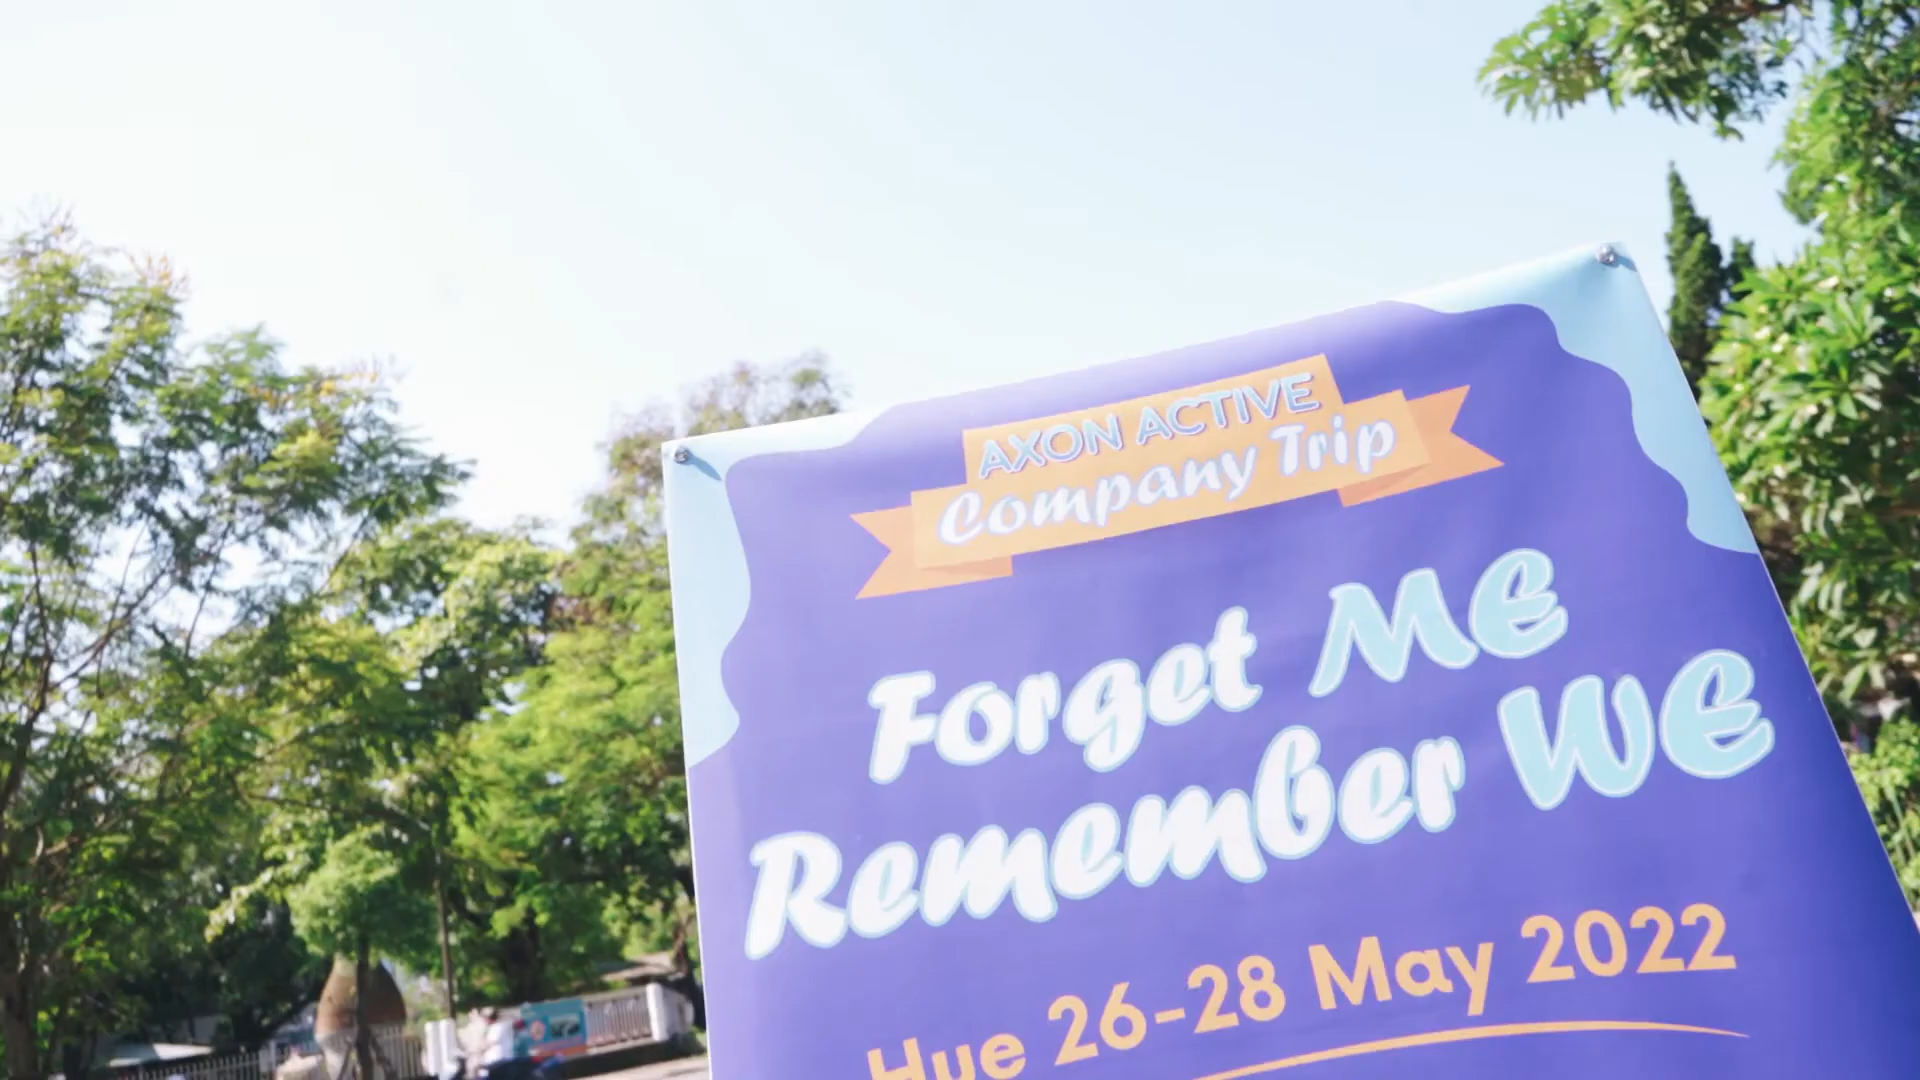 AXON ACTIVE
Company Trip
Forget ME
Remember WE
Hue 26-28 May 2022